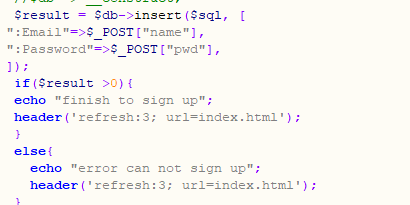 $result = $db->insert($sql, [
":Email"=>$_POST["name"],
":Password"=>$_POST["pwd"],
]);
if($result >0){
echo "finish to sign up";
header('refresh:3; url=index.html');
}
else{
echo "error can not sign up";
header('refresh:3; url=index.html');
}